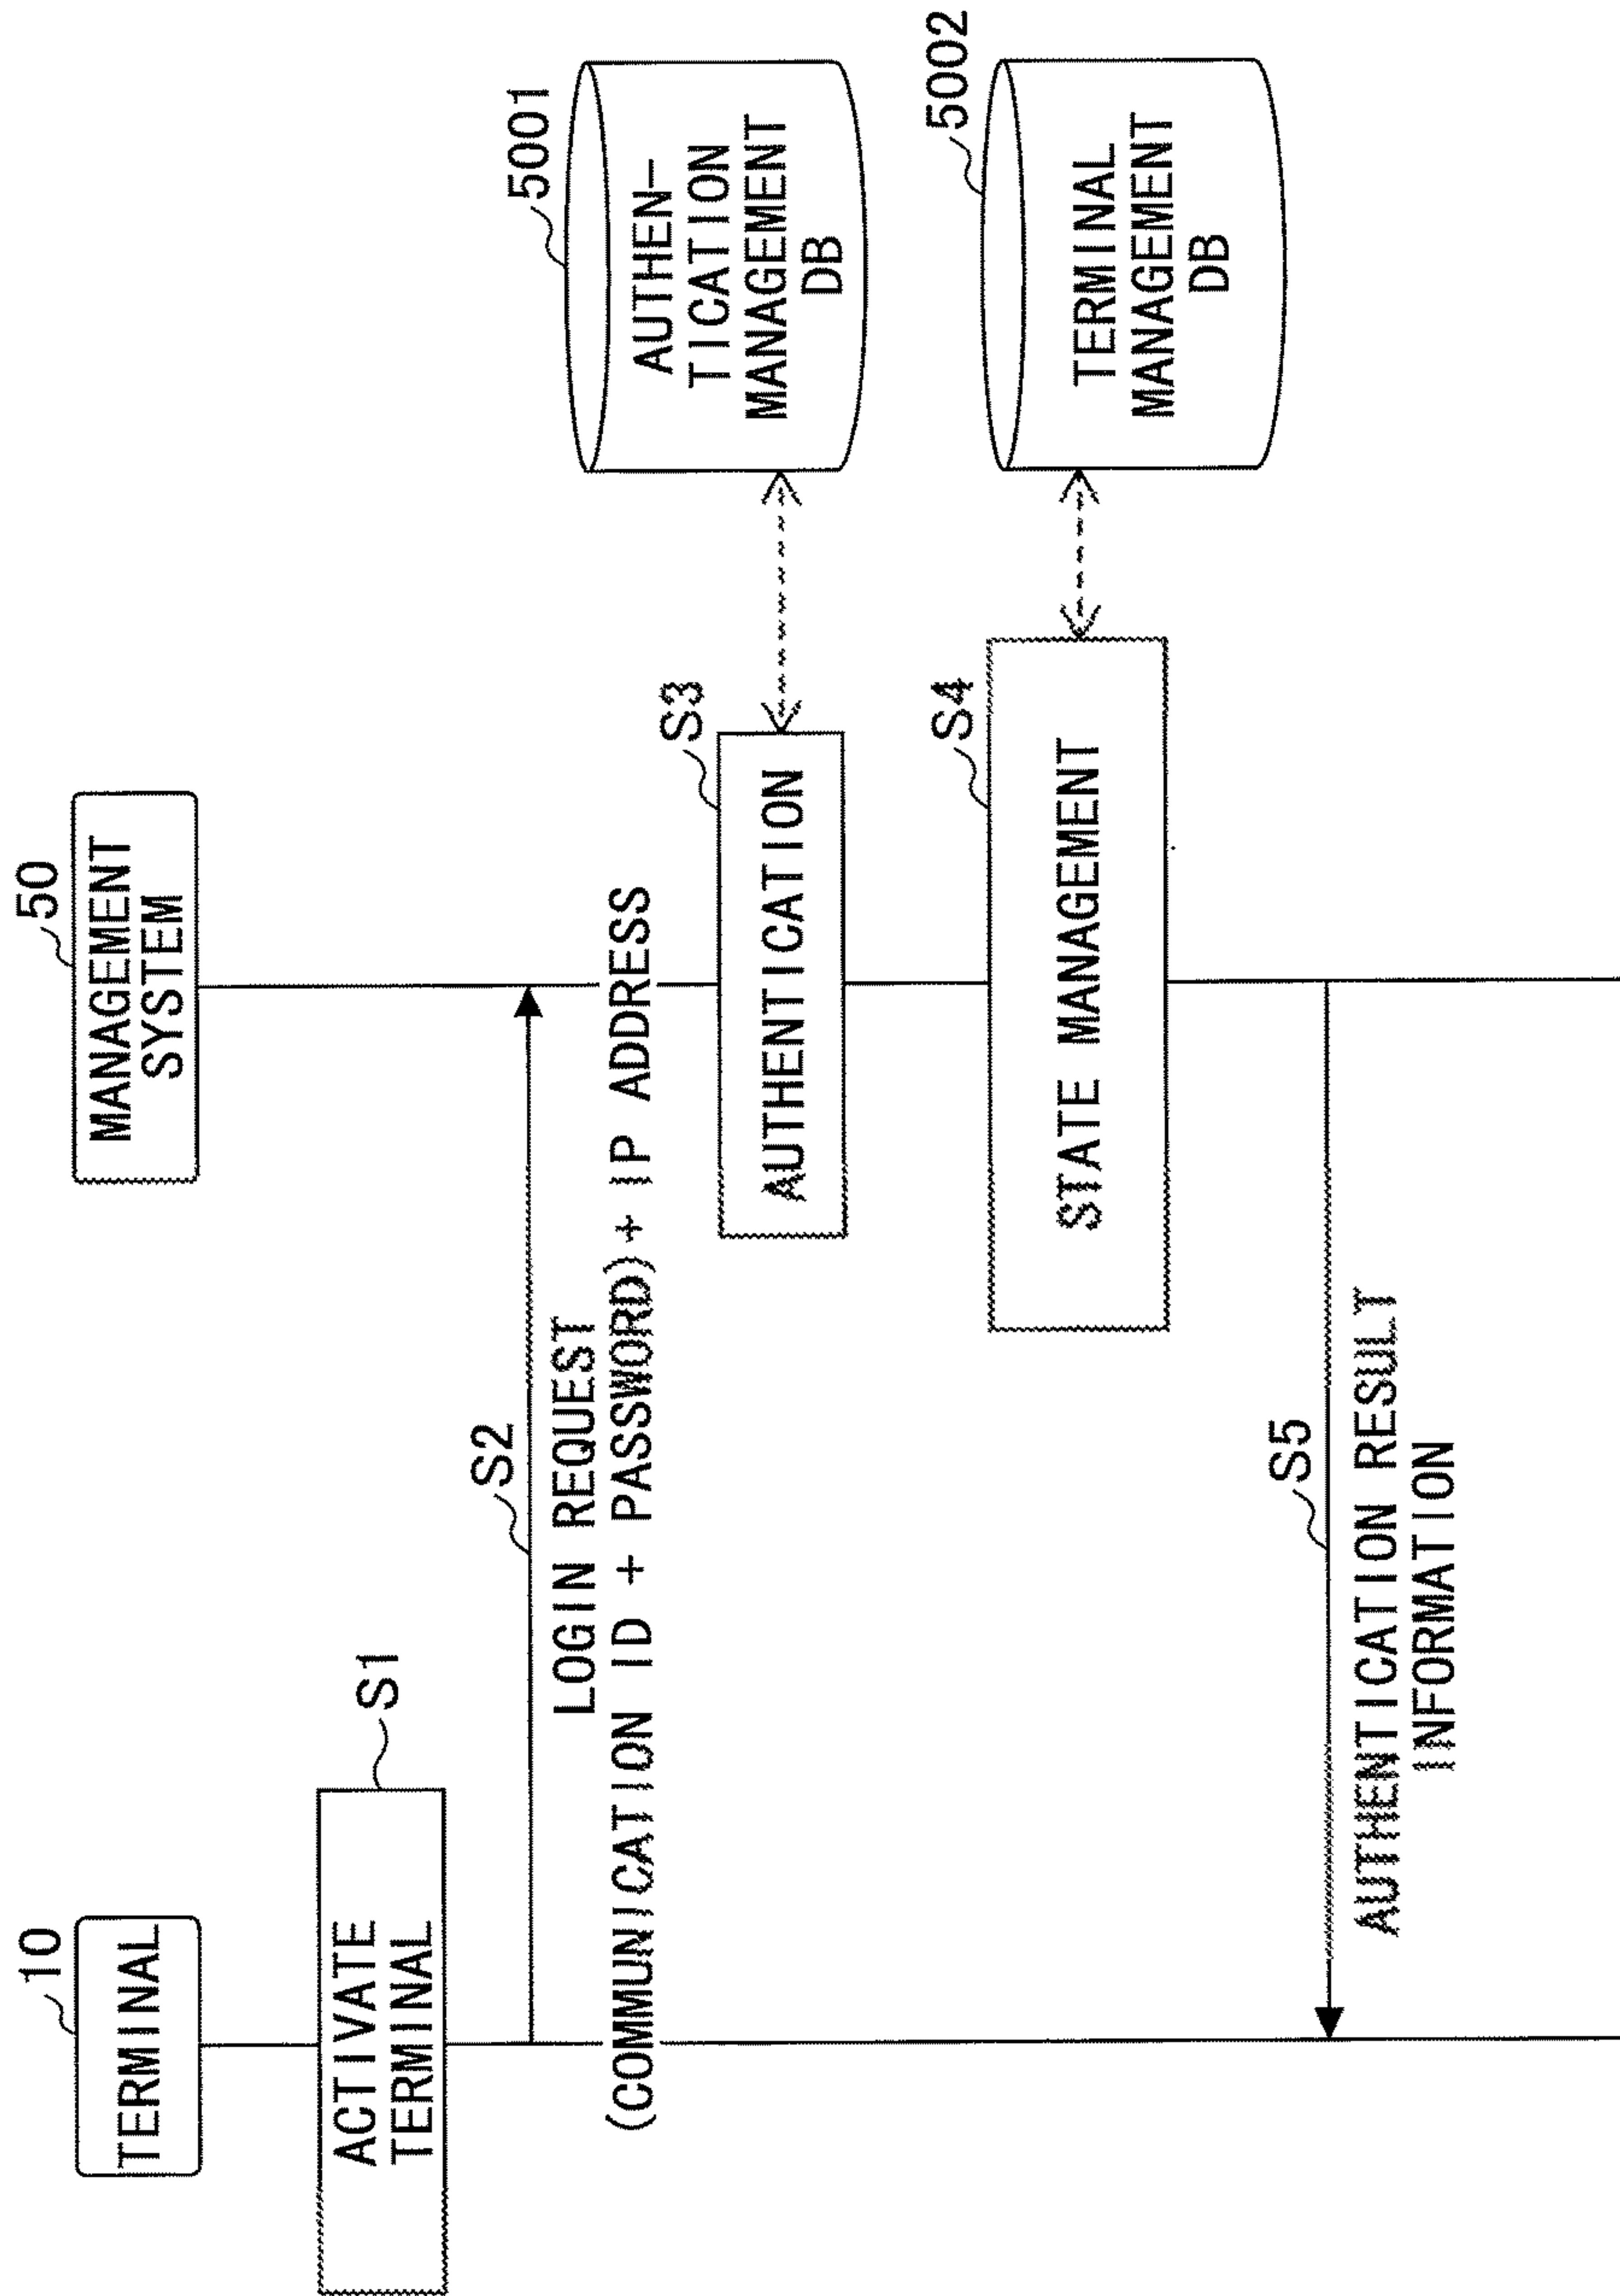 10
TERMINAL
50
MANAGEMENT
SYSTEM
S1
ACTIVATE
TERMINAL
S2
LOGIN REQUEST
(COMMUNICATION ID + PASSWORD)+ IP ADDRESS
S3
AUTHENTICATION
5001
AUTHEN-
TICATION
MANAGEMENT
DB
S4
STATE MANAGEMENT
5002
TERMINAL
MANAGEMENT
DB
S5
AUTHENTICATION RESULT
INFORMATION